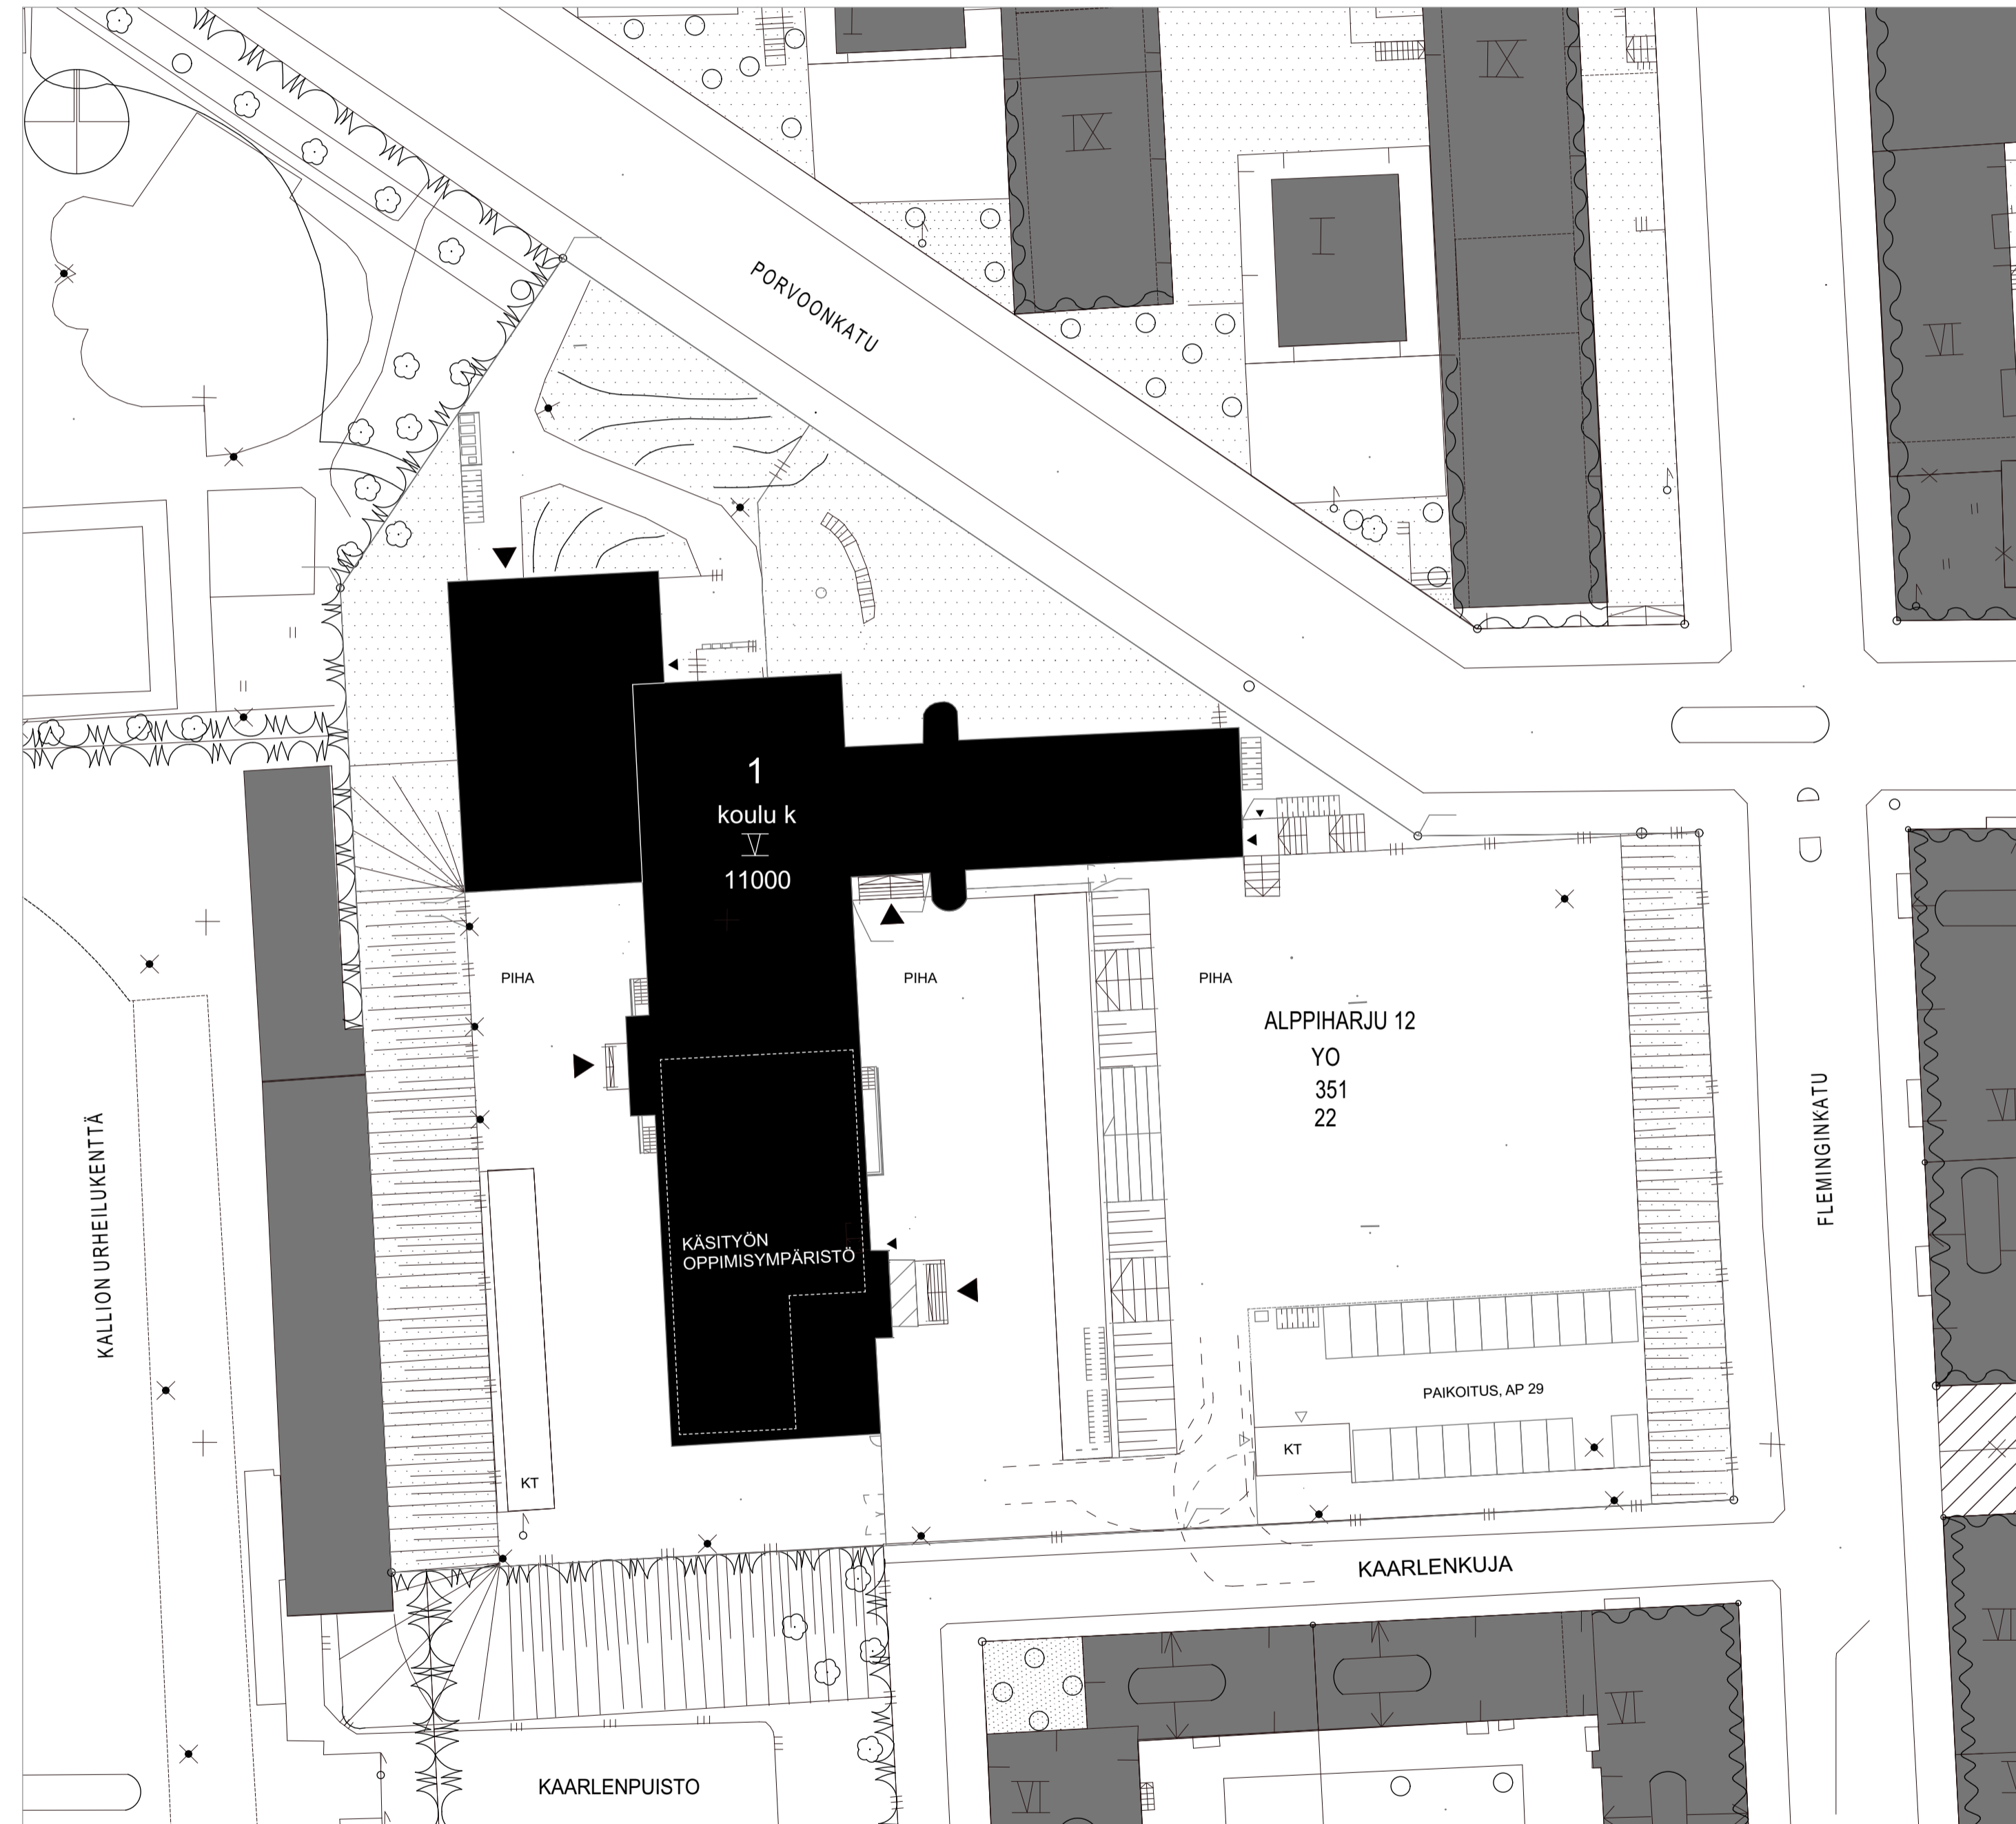 I
IX
IX
PORVOONKATU
I
VI
1
koulu k
V
11000
PIHA
PIHA
PIHA
ALPPIHARJU 12
YO
351
22
KALLION URHEILUKENTTÄ
FLEMINGINKATU
VI
KÄSITYÖN
OPPIMISYMPÄRISTÖ
PAIKOITUS, AP 29
KT
KT
KAARLENKUJA
VI
VI
KAARLENPUISTO
VI
VI